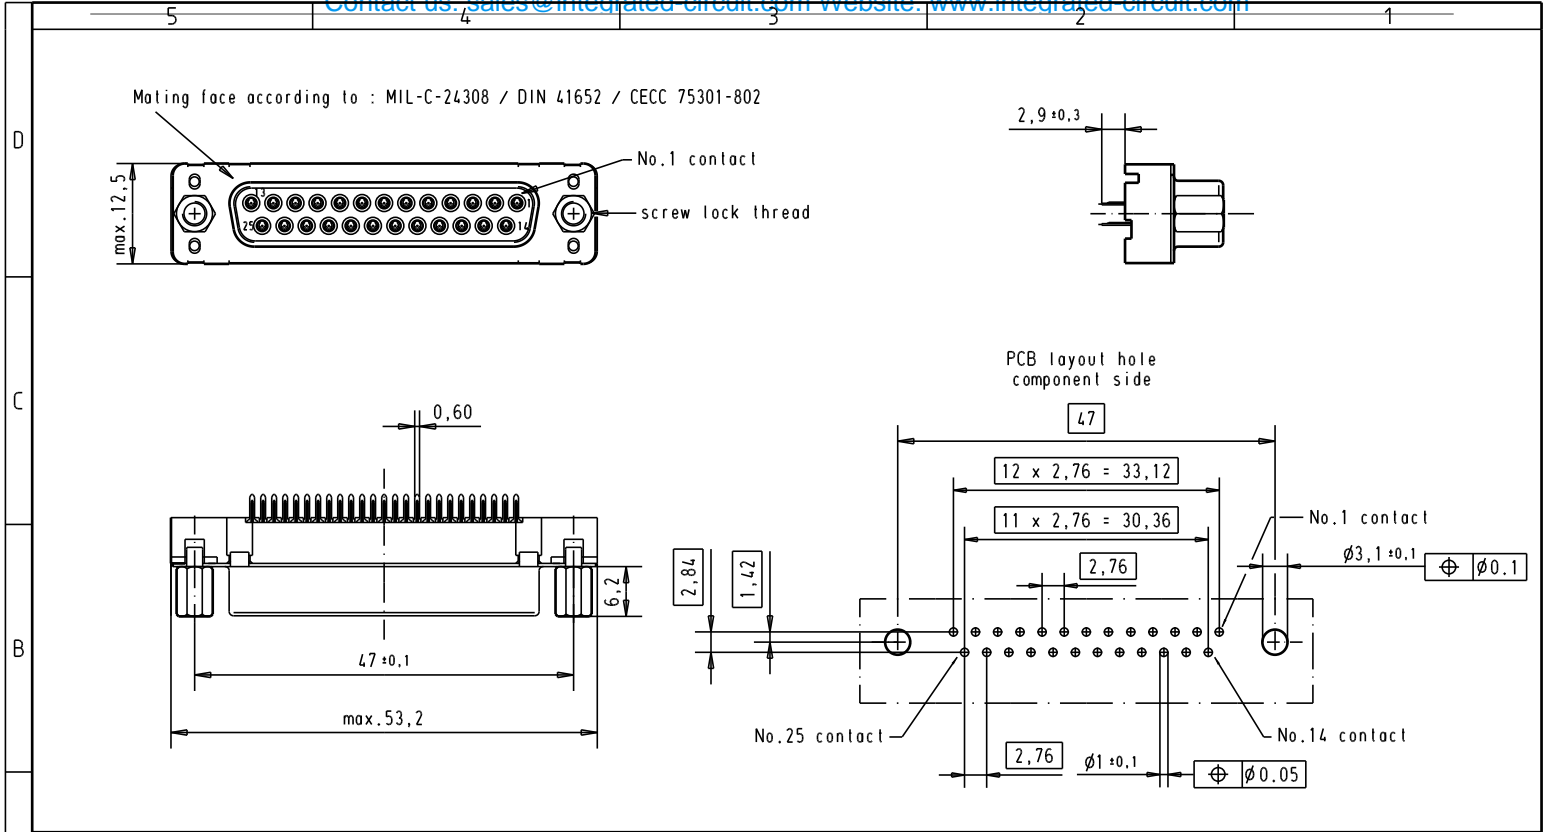 Contact us: sales@integrated-circuit.com Website: www.integrated-circuit.com
5 4 3 2 1
D
C
B
Mating face according to : MIL-C-24308 / DIN 41652 / CECC 75301-802
No.1 contact
screw lock thread
max.12,5
13
1
25
14
2,9 ±0,3
0,60
6,2
47 ±0,1
max.53,2
PCB layout hole
component side
47
12 x 2,76 = 33,12
11 x 2,76 = 30,36
No.1 contact
Ø3,1 ±0,1
Ø0.1
2,84
1,42
2,76
No.25 contact
No.14 contact
2,76
Ø1 ±0,1
Ø0.05